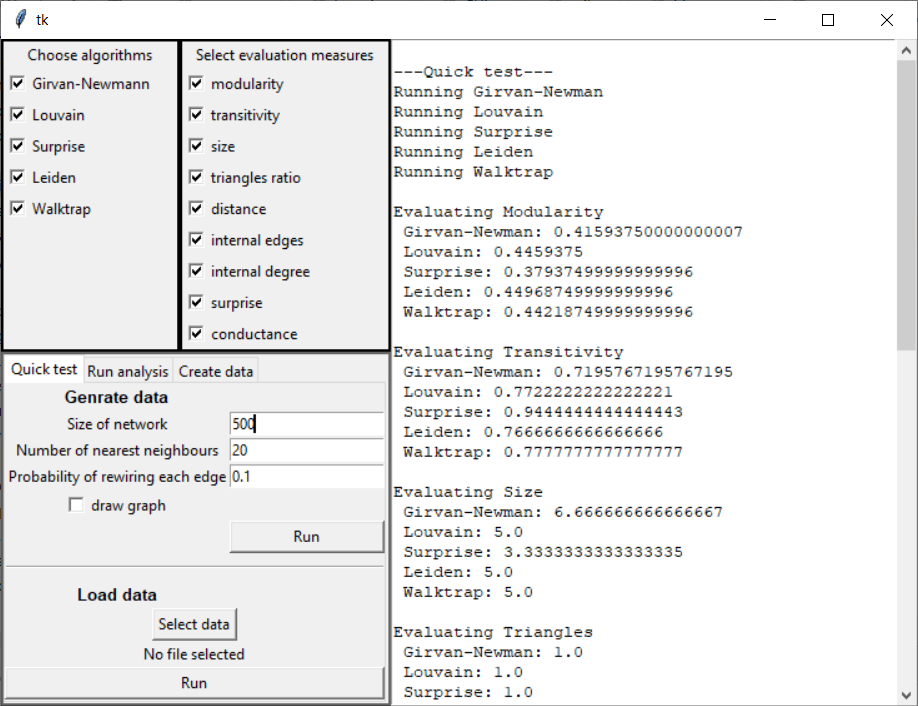 tk
Choose algorithms
Girvan-Newmann
Louvain
Surprise
Leiden
Walktrap
Select evaluation measures
modularity
transitivity
size
triangles ratio
distance
internal edges
internal degree
surprise
conductance
Quick test
Run analysis
Create data
Genrate data
Size of network
500
Number of nearest neighbours
20
Probability of rewiring each edge
0.1
draw graph
Run
Load data
Select data
No file selected
Run
---Quick test---
Running Girvan-Newman
Running Louvain
Running Surprise
Running Leiden
Running Walktrap
Evaluating Modularity
Girvan-Newman: 0.41593750000000007
Louvain: 0.4459375
Surprise: 0.37937499999999996
Leiden: 0.44968749999999996
Walktrap: 0.44218749999999996
Evaluating Transitivity
Girvan-Newman: 0.7195767195767195
Louvain: 0.7722222222222221
Surprise: 0.9444444444444443
Leiden: 0.7666666666666666
Walktrap: 0.7777777777777777
Evaluating Size
Girvan-Newman: 6.666666666666667
Louvain: 5.0
Surprise: 3.3333333333333335
Leiden: 5.0
Walktrap: 5.0
Evaluating Triangles
Girvan-Newman: 1.0
Louvain: 1.0
Surprise: 1.0